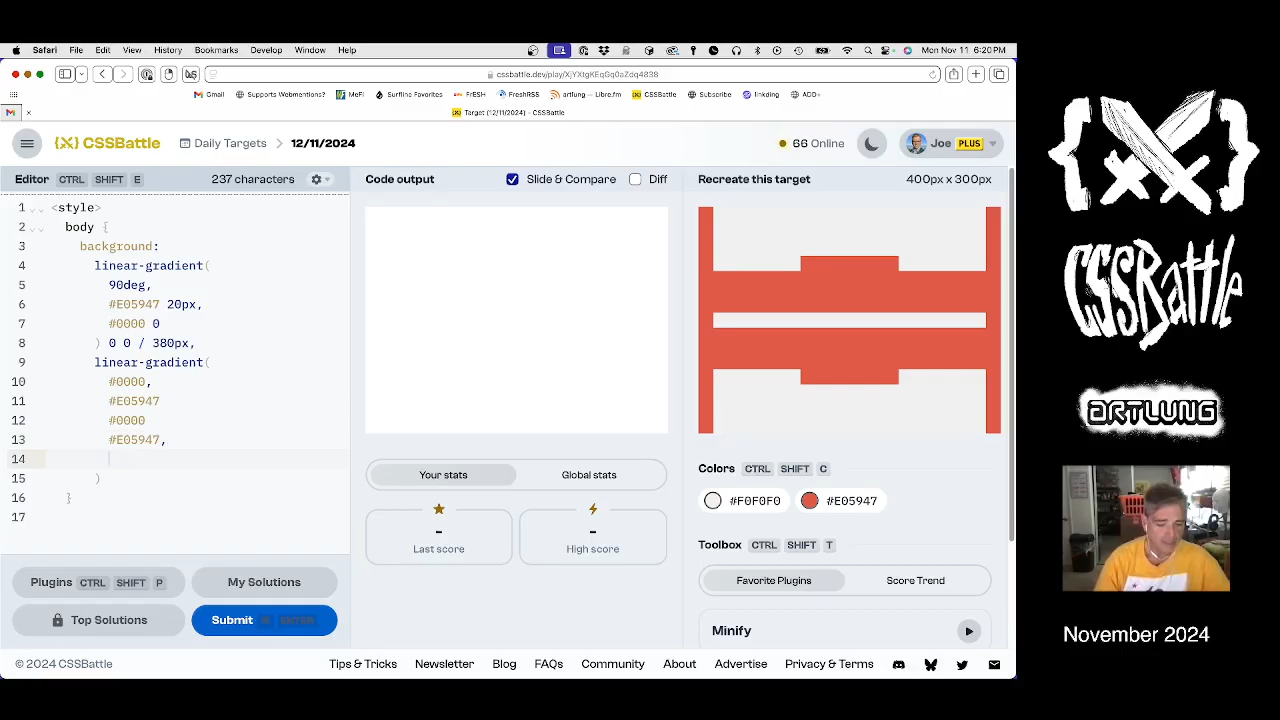 Safari File Edit View History Bookmarks Develop Window Help Mon Nov 11 6:20PM
cssbattle.dev/play/XjYXtgKEqGq0aZdq4838
Gmail Supports Webmentions? MeFi Surfline Favorites FrESH FreshRSS artlung — Libre.fm CSSBattle Subscribe linkding ADD+
Target (12/11/2024) – CSSBattle
{X} CSSBattle Daily Targets > 12/11/2024 66 Online Joe PLUS
Editor CTRL SHIFT E 237 characters
Code output Slide & Compare Diff
Recreate this target 400px x 300px
1 <style>
2 body {
3 background:
4 linear-gradient(
5 90deg,
6 #E05947 20px,
7 #0000 0
8 ) 0 0 / 380px,
9 linear-gradient(
10 #0000,
11 #E05947
12 #0000
13 #E05947,
14
15 )
16 }
17
Your stats Global stats
- Last score
- High score
Colors CTRL SHIFT C
#F0F0F0 #E05947
Toolbox CTRL SHIFT T
Favorite Plugins Score Trend
Minify
Plugins CTRL SHIFT P My Solutions
Top Solutions Submit ENTER
© 2024 CSSBattle Tips & Tricks Newsletter Blog FAQs Community About Advertise Privacy & Terms
CSSBattle
ARTLUNG
November 2024